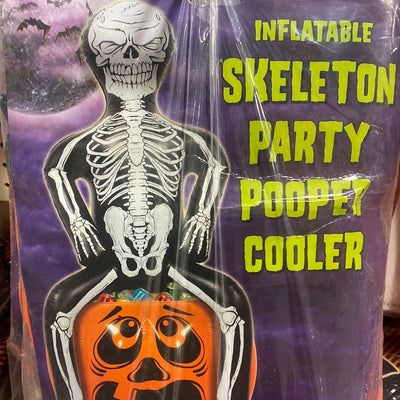 INFLATABLE
SKELETON
PARTY
POOPER
COOLER